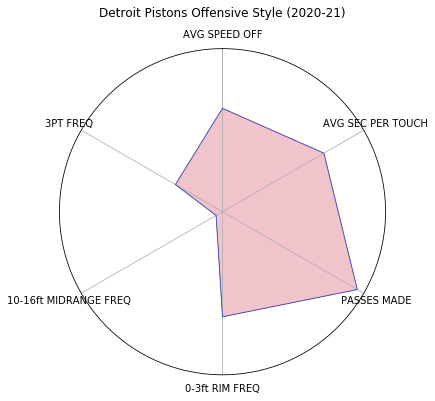 Detroit Pistons Offensive Style (2020-21)
AVG SPEED OFF
3PT FREQ
AVG SEC PER TOUCH
10-16ft MIDRANGE FREQ
PASSES MADE
0-3ft RIM FREQ